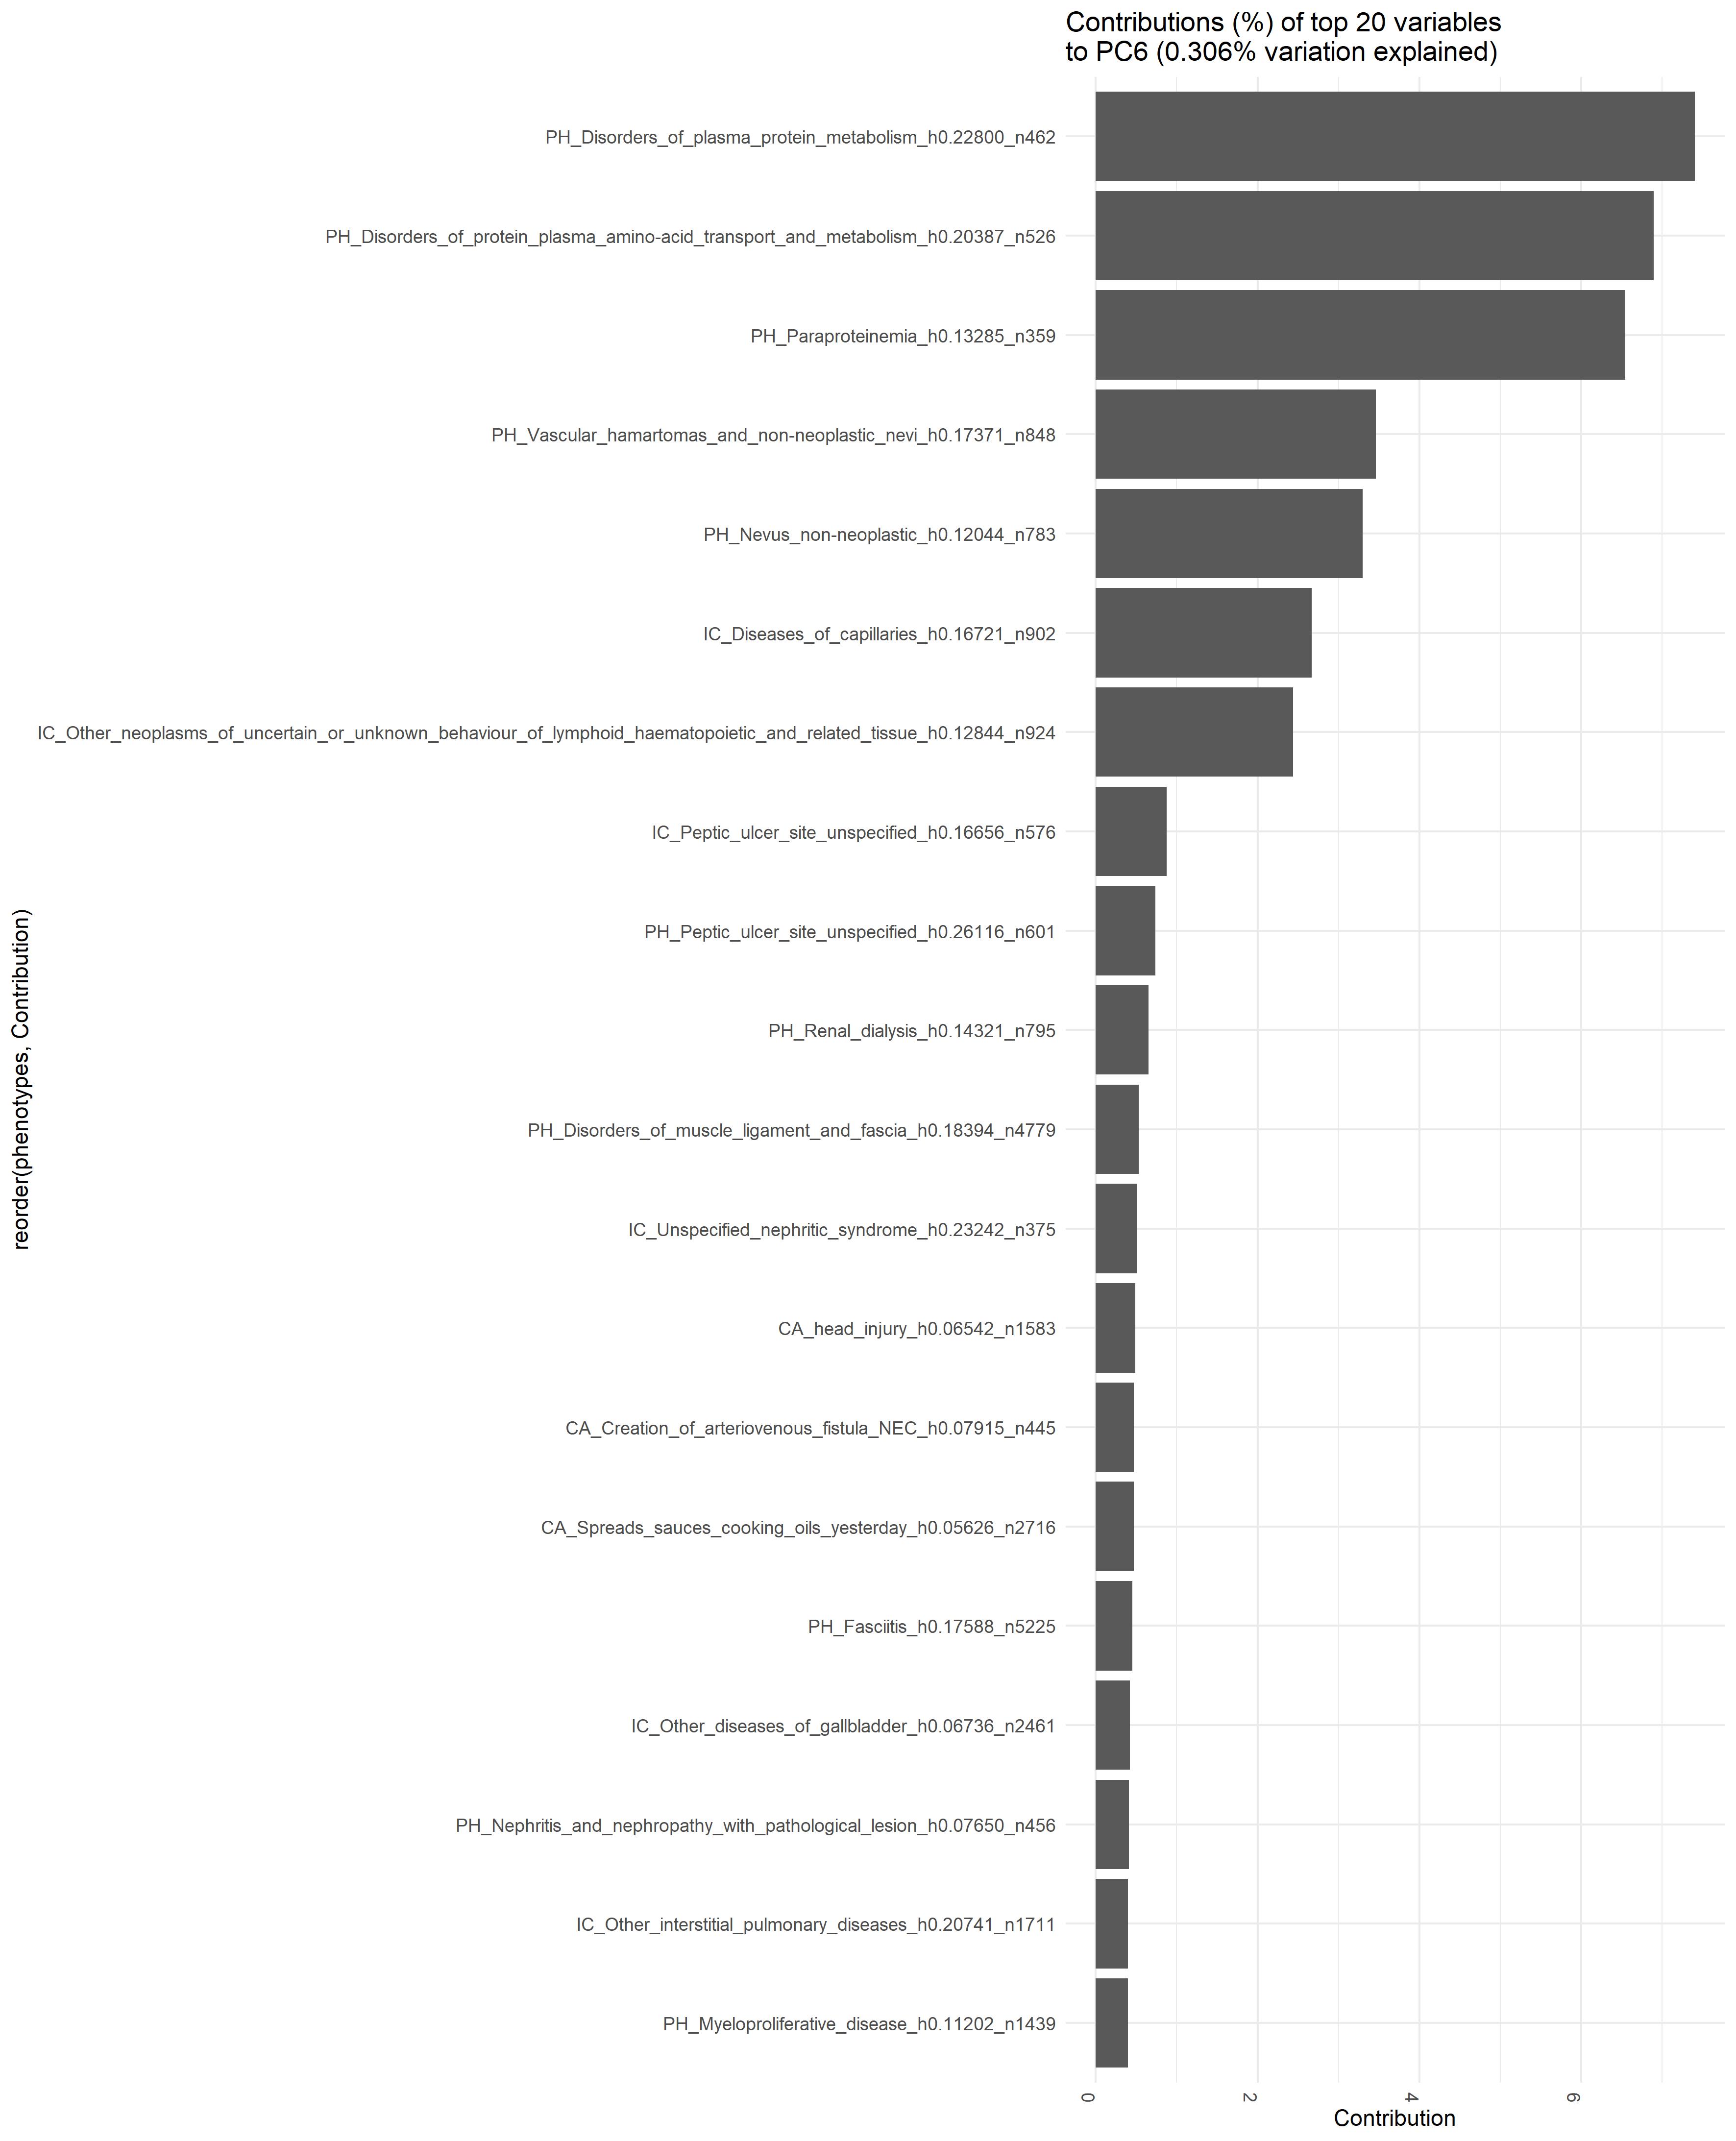 Contributions (%) of top 20 variables
to PC6 (0.306% variation explained)
PH_Disorders_of_plasma_protein_metabolism_h0.22800_n462
PH_Disorders_of_protein_plasma_amino-acid_transport_and_metabolism_h0.20387_n526
PH_Paraproteinemia_h0.13285_n359
PH_Vascular_hamartomas_and_non-neoplastic_nevi_h0.17371_n848
PH_Nevus_non-neoplastic_h0.12044_n783
IC_Diseases_of_capillaries_h0.16721_n902
IC_Other_neoplasms_of_uncertain_or_unknown_behaviour_of_lymphoid_haematopoietic_and_related_tissue_h0.12844_n924
IC_Peptic_ulcer_site_unspecified_h0.16656_n576
PH_Peptic_ulcer_site_unspecified_h0.26116_n601
PH_Renal_dialysis_h0.14321_n795
PH_Disorders_of_muscle_ligament_and_fascia_h0.18394_n4779
IC_Unspecified_nephritic_syndrome_h0.23242_n375
CA_head_injury_h0.06542_n1583
CA_Creation_of_arteriovenous_fistula_NEC_h0.07915_n445
CA_Spreads_sauces_cooking_oils_yesterday_h0.05626_n2716
PH_Fasciitis_h0.17588_n5225
IC_Other_diseases_of_gallbladder_h0.06736_n2461
PH_Nephritis_and_nephropathy_with_pathological_lesion_h0.07650_n456
IC_Other_interstitial_pulmonary_diseases_h0.20741_n1711
PH_Myeloproliferative_disease_h0.11202_n1439
reorder(phenotypes, Contribution)
0 2 4 6
Contribution